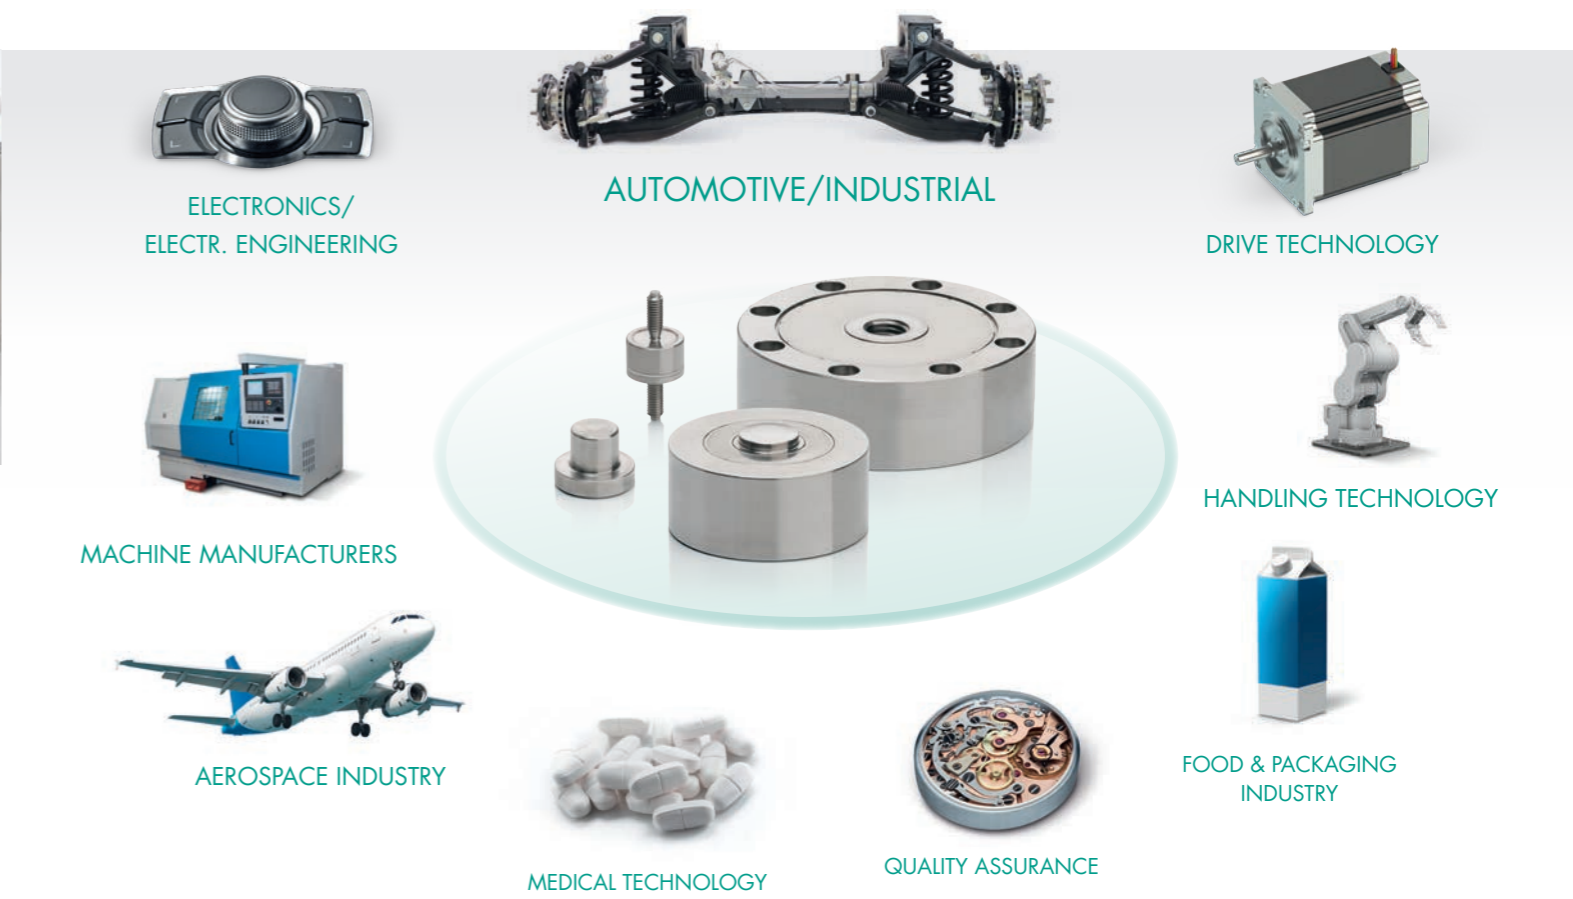 AUTOMOTIVE/INDUSTRIAL
ELECTRONICS/
ELECTR. ENGINEERING
DRIVE TECHNOLOGY
HANDLING TECHNOLOGY
MACHINE MANUFACTURERS
FOOD & PACKAGING
INDUSTRY
AEROSPACE INDUSTRY
QUALITY ASSURANCE
MEDICAL TECHNOLOGY